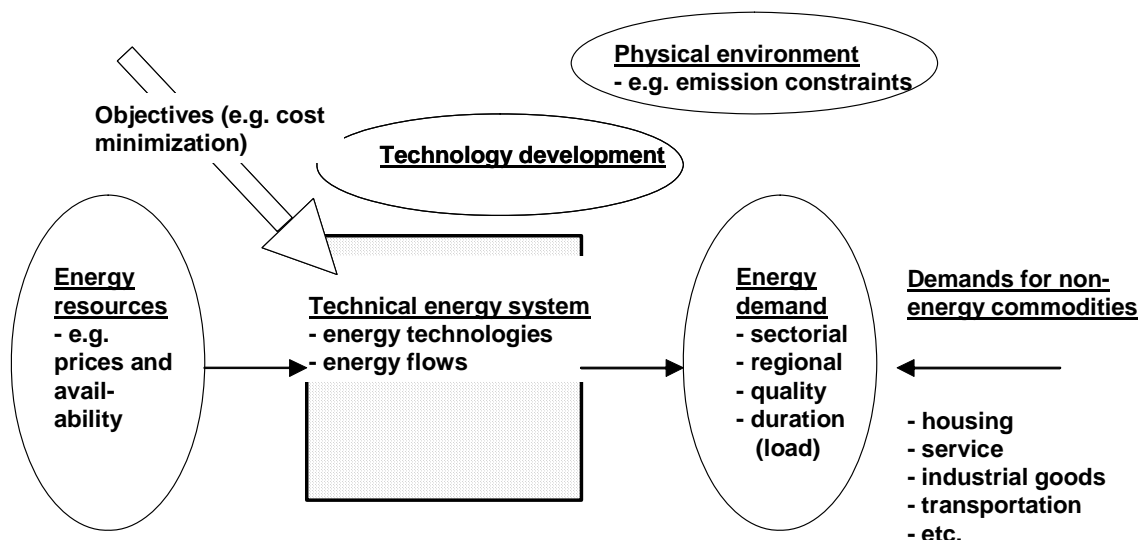 Physical environment
- e.g. emission constraints
Objectives (e.g. cost
minimization)
Technology development
Energy
resources
- e.g.
prices and
avail-
ability
Technical energy system
- energy technologies
- energy flows
Energy
demand
- sectorial
- regional
- quality
- duration
(load)
Demands for non-
energy commodities
- housing
- service
- industrial goods
- transportation
- etc.